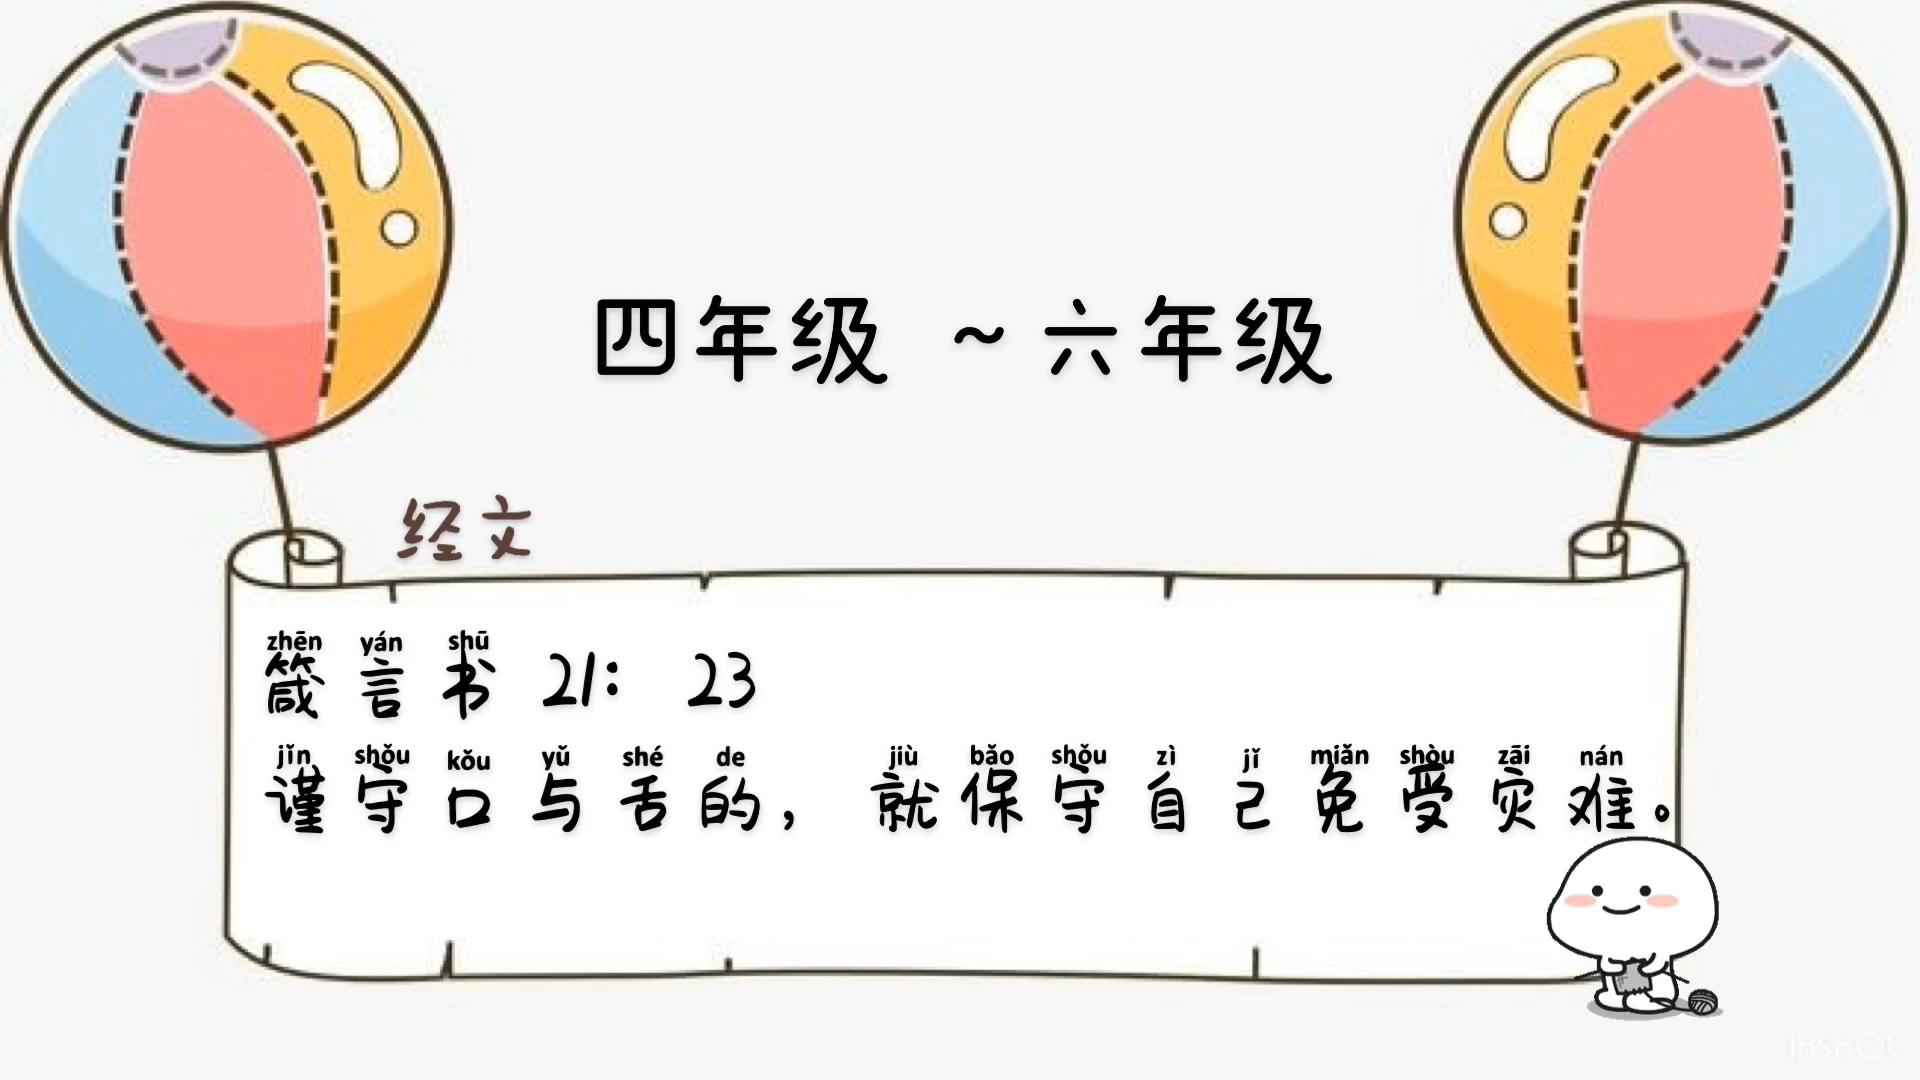 四年级 ~六年级
经文
zhēn yán shū
箴言书 21: 23
jǐn shǒu kǒu yǔ shé de jiù bǎo shǒu zì jǐ miǎn shòu zāi nán
谨守口与舌的，就保守自己免受灾难。
InShOt